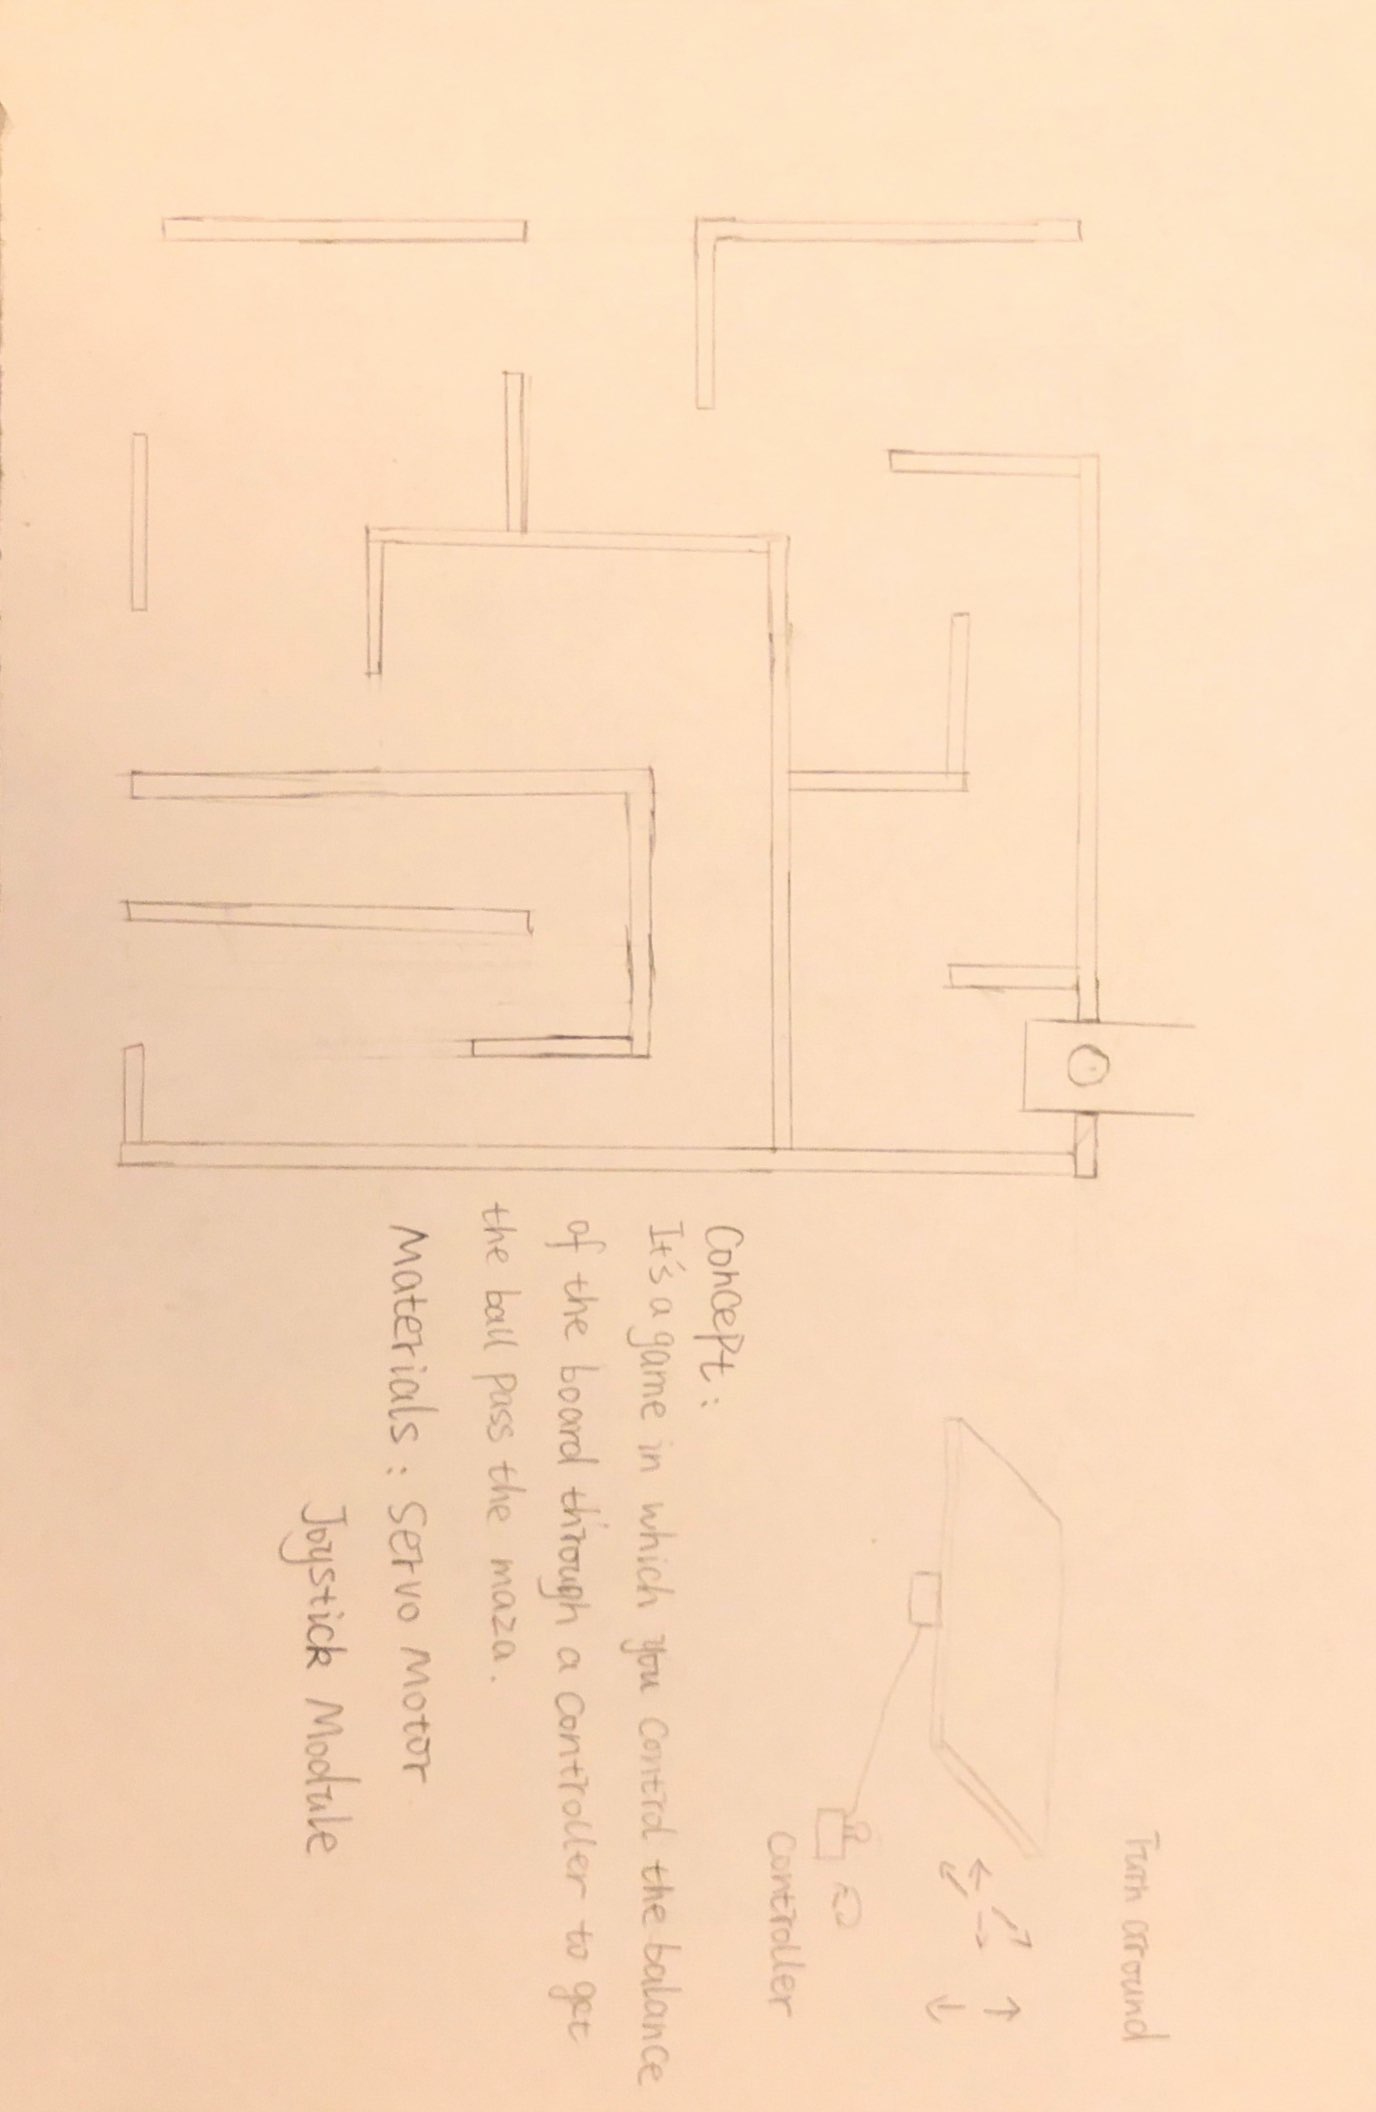 Turn around
Controller
Concept:
It's a game in which you control the balance
of the board through a controller to get
the ball pass the maza.
Materials: Servo Motor
Joystick Module